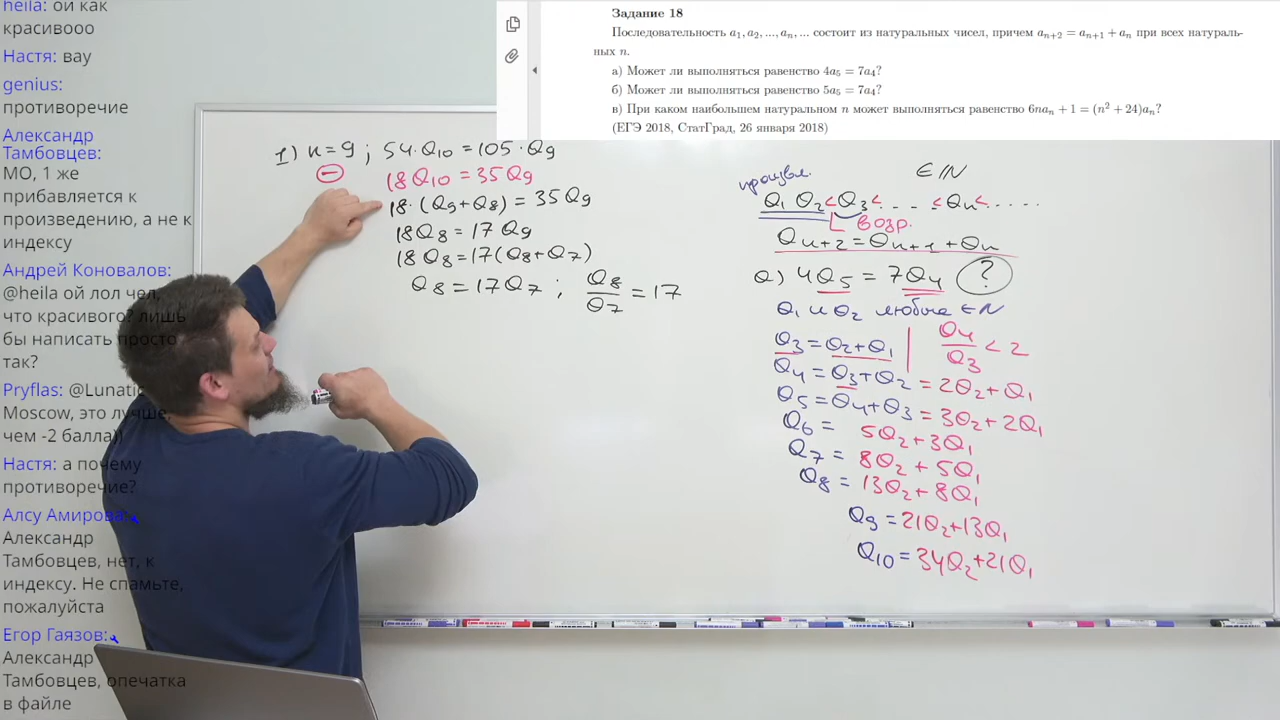 heila: ой как
красивооо
Настя: вау
genius:
противоречие
Александр
Тамбовцев:
МО, 1 же
прибавляется к
произведению, а не к
индексу
Андрей Коновалов:
@heila ой лол чел,
что красивого? лишь
бы написать просто
так?
Pryflas: @Lunatic
Moscow, это лучше,
чем -2 балла))
Настя: а почему
противоречие?
Алсу Амирова:
Александр
Тамбовцев, нет, к
индексу. Не спамьте,
пожалуйста
Егор Гаязов:
Александр
Тамбовцев, опечатка
в файле
Задание 18
Последовательность a₁, a₂, ..., aₙ, ... состоит из натуральных чисел, причем aₙ₊₂ = aₙ₊₁ + aₙ при всех натураль-
ных n.
а) Может ли выполняться равенство 4a₅ = 7a₄?
б) Может ли выполняться равенство 5a₅ = 7a₄?
в) При каком наибольшем натуральном n может выполняться равенство 6naₙ + 1 = (n² + 24)aₙ?
(ЕГЭ 2018, СтатГрад, 26 января 2018)
1) n=9 ; 54·a₁₀ = 105·a₉
− 18a₁₀ = 35a₉
18·(a₉+a₈) = 35a₉
18a₈ = 17a₉
18a₈ = 17(a₈+a₇)
a₈ = 17a₇ ; a₈/a₇ = 17
произвл. ∈ℕ
a₁ a₂ < a₃ < .... < aₙ < .....
возр.
aₙ₊₂ = aₙ₊₁ + aₙ
а) 4a₅ = 7a₄ ?
a₁ и a₂ любые ∈ℕ
a₃ = a₂+a₁ | a₄/a₃ < 2
a₄ = a₃+a₂ = 2a₂+a₁
a₅ = a₄+a₃ = 3a₂+2a₁
a₆ = 5a₂+3a₁
a₇ = 8a₂+5a₁
a₈ = 13a₂+8a₁
a₉ = 21a₂+13a₁
a₁₀ = 34a₂+21a₁